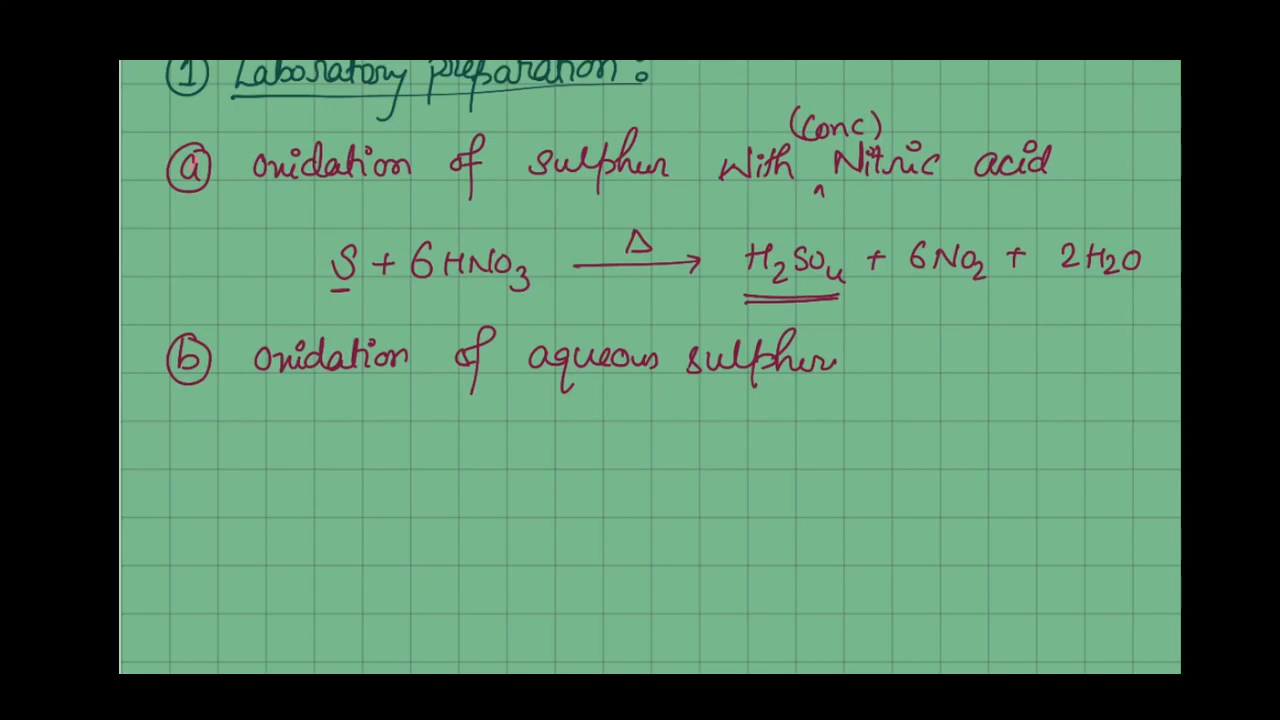 ① Laboratory preparation :
(conc)
ⓐ oxidation of sulphur with ^ Nitric acid
Δ
S + 6HNO₃ ⟶ H₂SO₄ + 6NO₂ + 2H₂O
ⓑ oxidation of aqueous sulphur